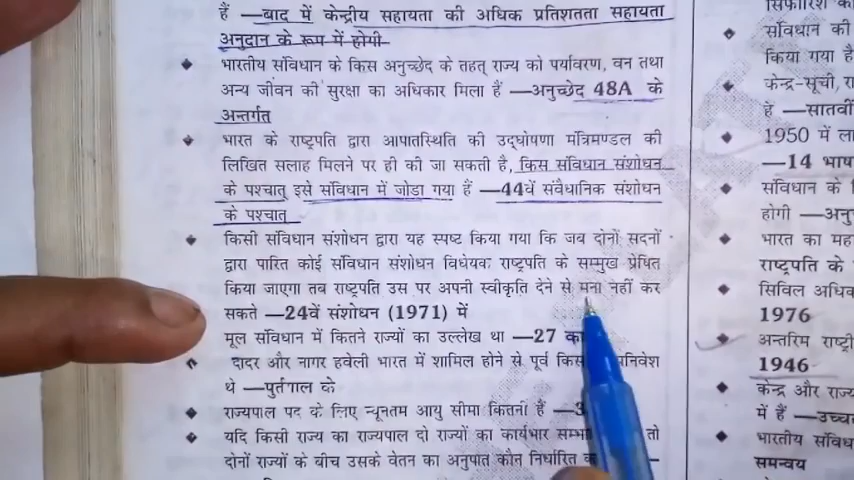 हैं —बाद में केन्द्रीय सहायता की अधिक प्रतिशतता सहायता
अनुदान के रूप में होगी
भारतीय संविधान के किस अनुच्छेद के तहत् राज्य को पर्यावरण, वन तथा
अन्य जीवन की सुरक्षा का अधिकार मिला हैं —अनुच्छेद 48A के
अन्तर्गत
भारत के राष्ट्रपति द्वारा आपातस्थिति की उद्घोषणा मंत्रिमण्डल की
लिखित सलाह मिलने पर ही की जा सकती है, किस संविधान संशोधन
के पश्चात् इसे संविधान में जोडा गया हैं —44वें संवैधानिक संशोधन
के पश्चात्
किसी संविधान संशोधन द्वारा यह स्पष्ट किया गया कि जब दोनों सदनों
द्वारा पारित कोई संविधान संशोधन विधेयक राष्ट्रपति के सम्मुख प्रेषित
किया जाएगा तब राष्ट्रपति उस पर अपनी स्वीकृति देने से मना नहीं कर
सकते —24वें संशोधन (1971) में
मूल संविधान में कितने राज्यों का उल्लेख था —27 का
दादर और नागर हवेली भारत में शामिल होने से पूर्व
थे —पुर्तगाल के
राज्यपाल पद के लिए न्यूनतम आयु सीमा कितनी हैं —3
यदि किसी राज्य का राज्यपाल दो राज्यों का कार्यभार तो
दोनों राज्यों के बीच उसके वेतन का अनुपात कौन निर्धारित
संविधान की
किया गया है
केन्द्र-सूची, रा
है —सातवीं
1950 में ला
—14 भाषा
संविधान के
होगी —अनु
भारत का मह
राष्ट्रपति के
सिविल अधिक
1976
अन्तरिम राष्ट्री
1946
केन्द्र और राज्य
में हैं —उच्च
भारतीय संविध
समन्वय